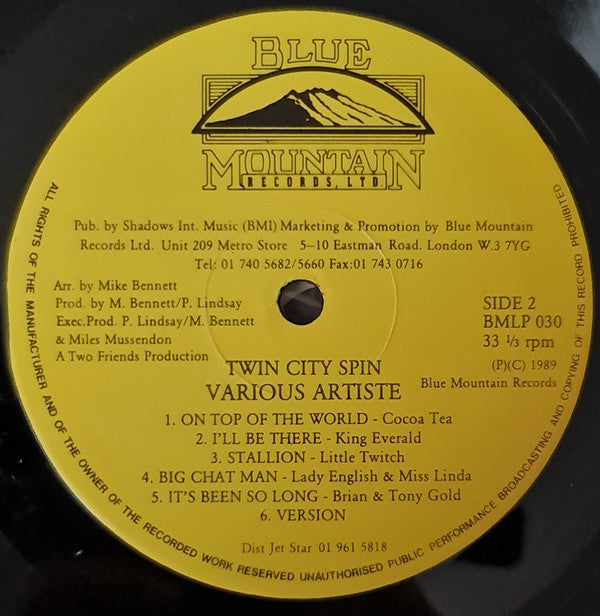 BLUE
MOUNTAIN
RECORDS, LTD.
Pub. by Shadows Int. Music (BMI) Marketing & Promotion by Blue Mountain
Records Ltd. Unit 209 Metro Store 5-10 Eastman Road. London W.3 7YG
Tel: 01 740 5682/5660 Fax:01 743 0716
Arr. by Mike Bennett
Prod. by M. Bennett/P. Lindsay
Exec.Prod. P. Lindsay/M. Bennett
& Miles Mussendon
A Two Friends Production
SIDE 2
BMLP 030
33 ⅓ rpm
(P)(C) 1989
Blue Mountain Records
TWIN CITY SPIN
VARIOUS ARTISTE
1. ON TOP OF THE WORLD - Cocoa Tea
2. I'LL BE THERE - King Everald
3. STALLION - Little Twitch
4. BIG CHAT MAN - Lady English & Miss Linda
5. IT'S BEEN SO LONG - Brian & Tony Gold
6. VERSION
Dist Jet Star 01 961 5818
ALL RIGHTS OF THE MANUFACTURER AND OF THE OWNER OF THE RECORDED WORK RESERVED UNAUTHORISED PUBLIC PERFORMANCE BROADCASTING AND COPYING OF THIS RECORD PROHIBITED